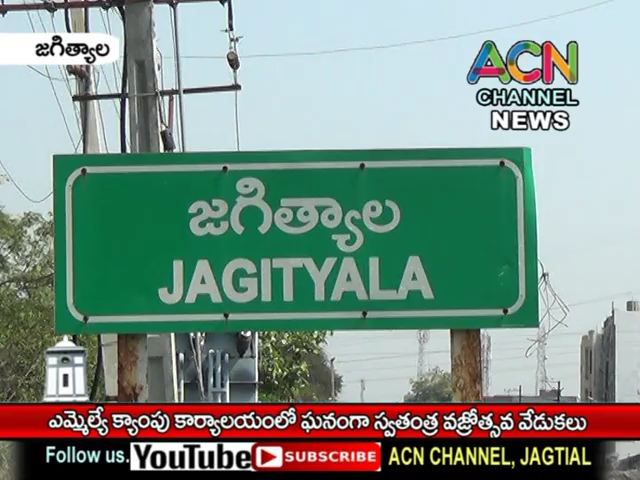 జగిత్యాల
ACN
CHANNEL
NEWS
జగిత్యాల
JAGITYALA
ఎమ్మెల్యే క్యాంపు కార్యాలయంలో ఘనంగా స్వతంత్ర వజ్రోత్సవ వేడుకలు
Follow us. YouTube SUBSCRIBE ACN CHANNEL, JAGTIAL